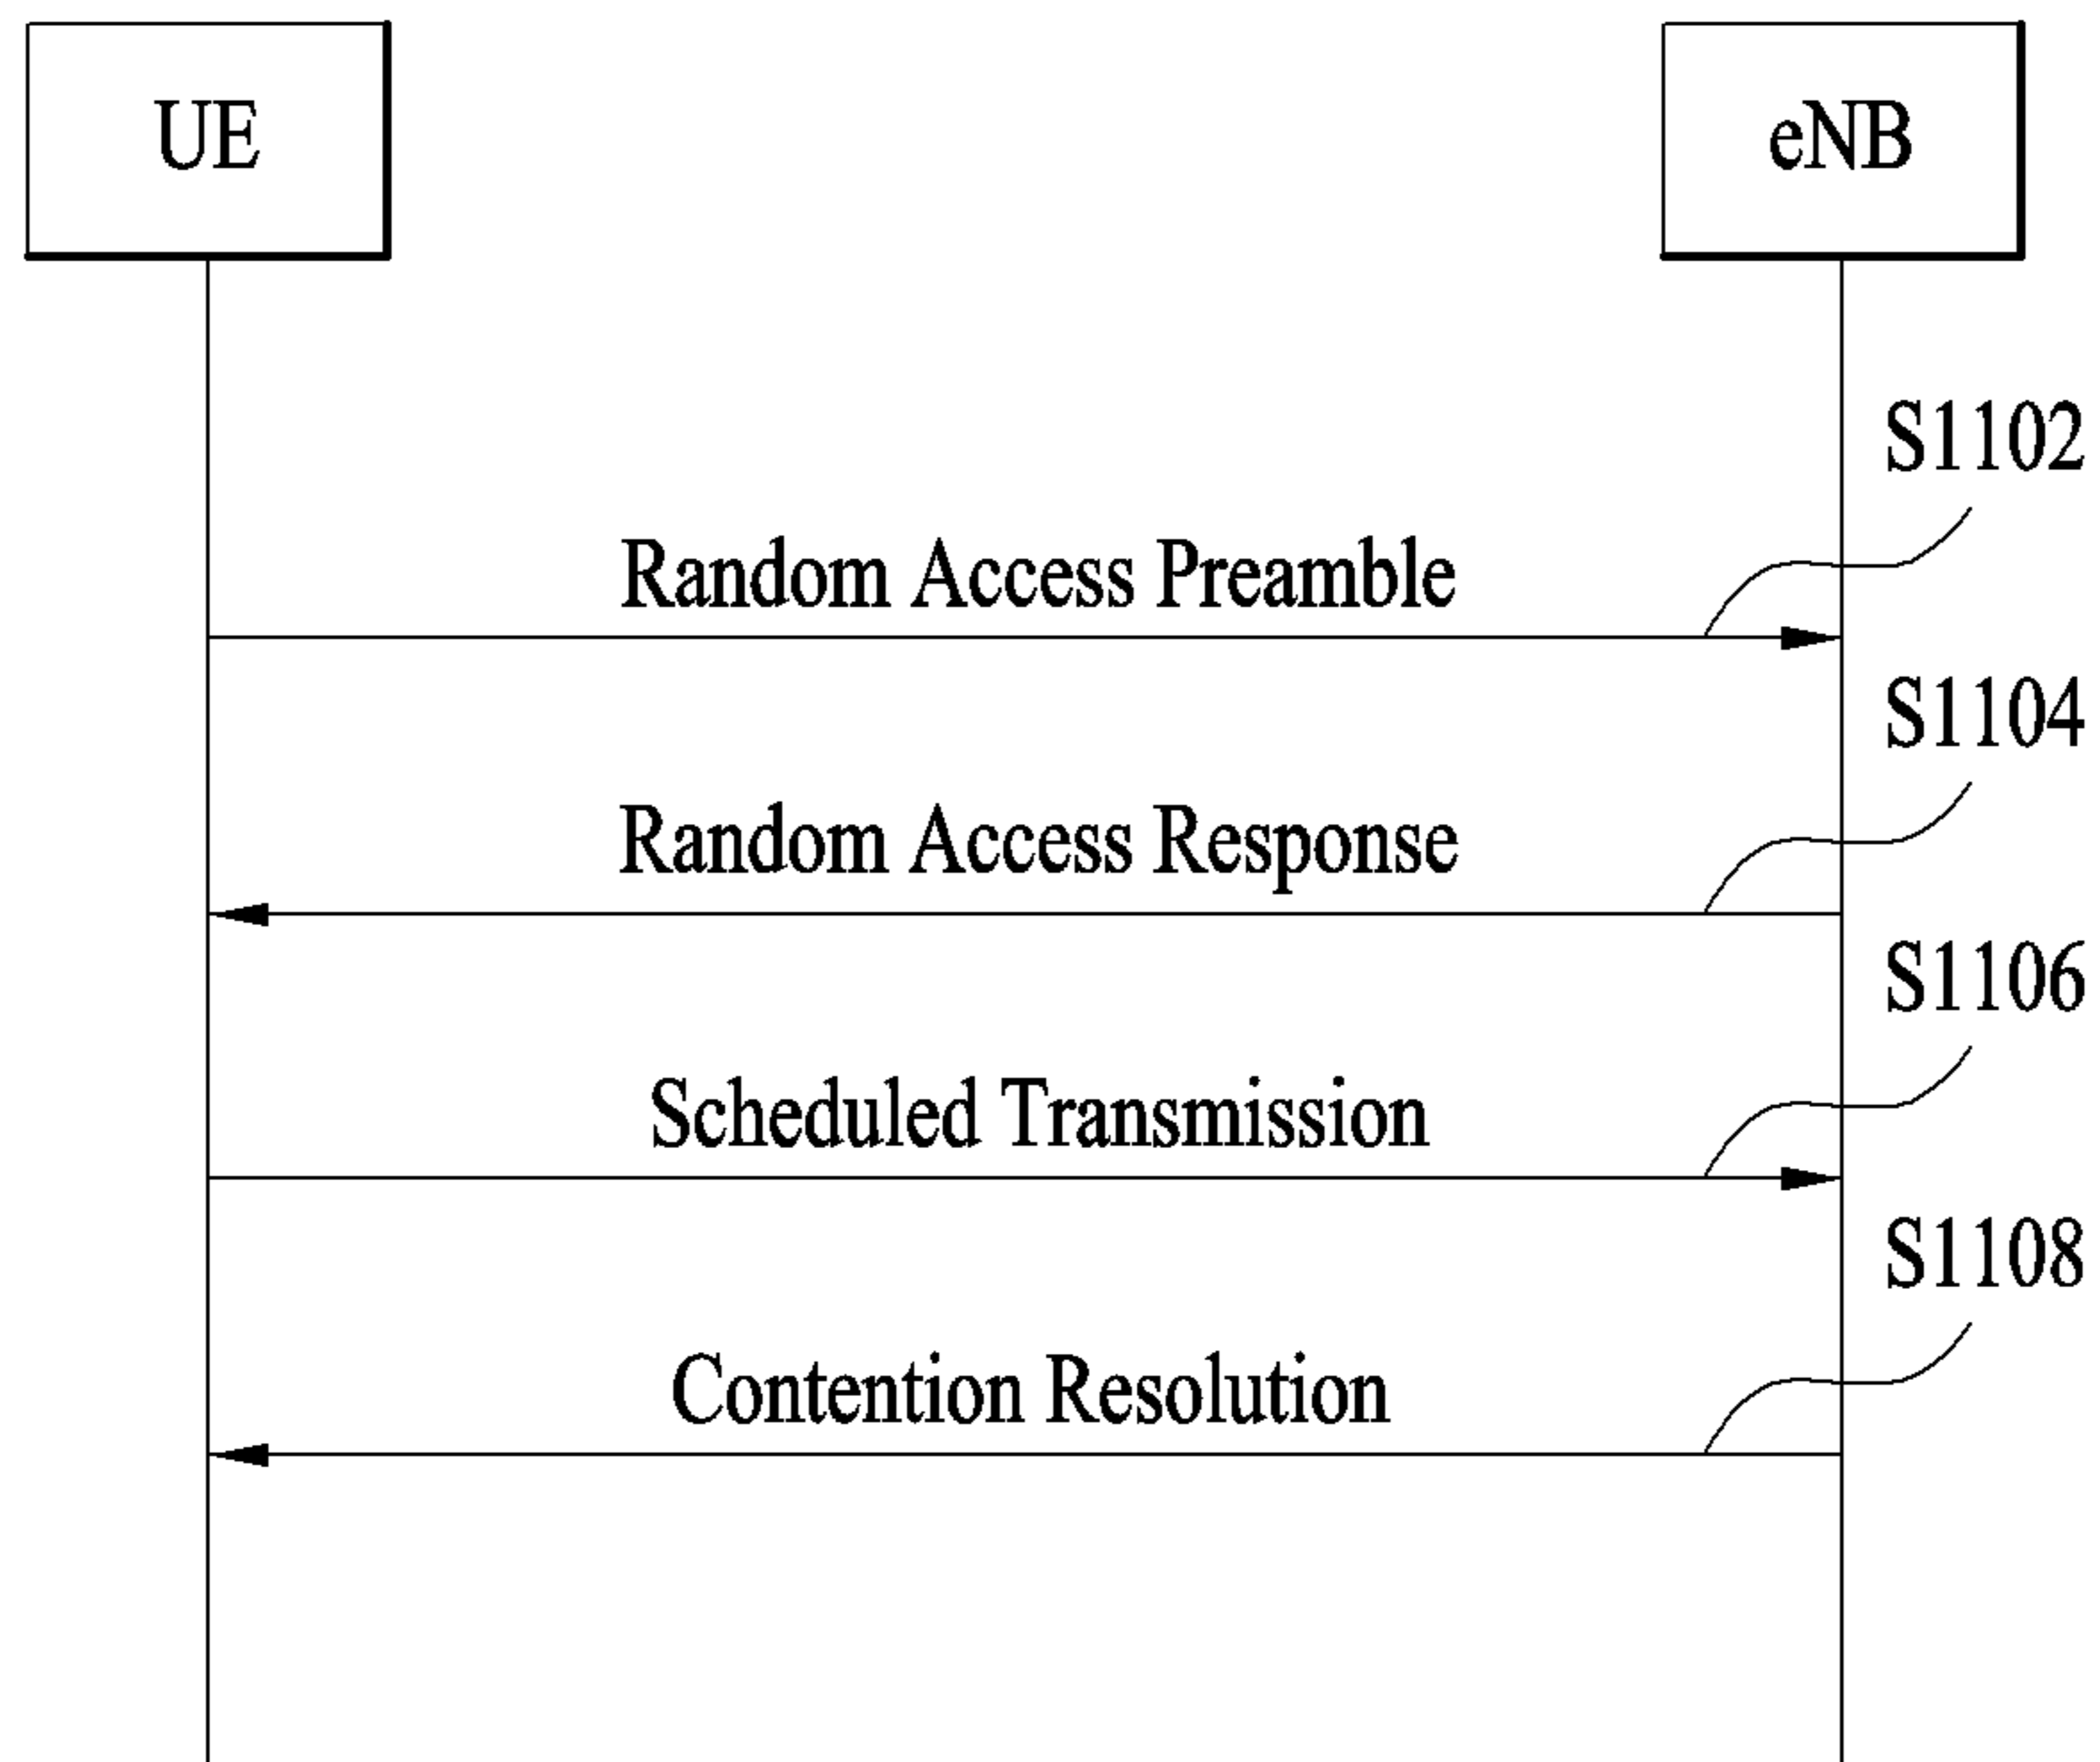 UE
eNB
S1102
Random Access Preamble
S1104
Random Access Response
S1106
Scheduled Transmission
S1108
Contention Resolution